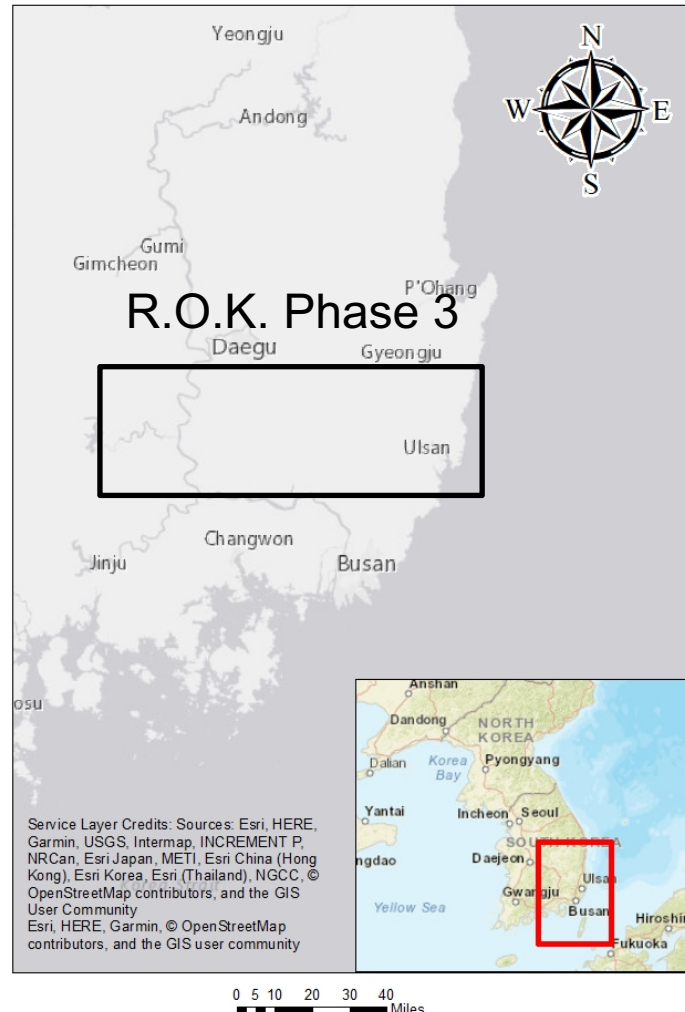 Yeongju
N
Andong
W
E
S
Gumi
Gimcheon
P'Ohang
R.O.K. Phase 3
Daegu
Gyeongju
Ulsan
Changwon
Jinju
Busan
osu
Anshan
Dandong
NORTH
KOREA
Dalian
Korea
Bay
Pyongyang
Yantai
Incheon
Seoul
SOUTH KOREA
ngdao
Daejeon
Gwangju
Ulsan
Yellow Sea
Busan
Hiroshim
Fukuoka
Service Layer Credits: Sources: Esri, HERE,
Garmin, USGS, Intermap, INCREMENT P,
NRCan, Esri Japan, METI, Esri China (Hong
Kong), Esri Korea, Esri (Thailand), NGCC, ©
OpenStreetMap contributors, and the GIS
User Community
Korea Strait
Esri, HERE, Garmin, © OpenStreetMap
contributors, and the GIS user community
0 5 10 20 30 40
Miles